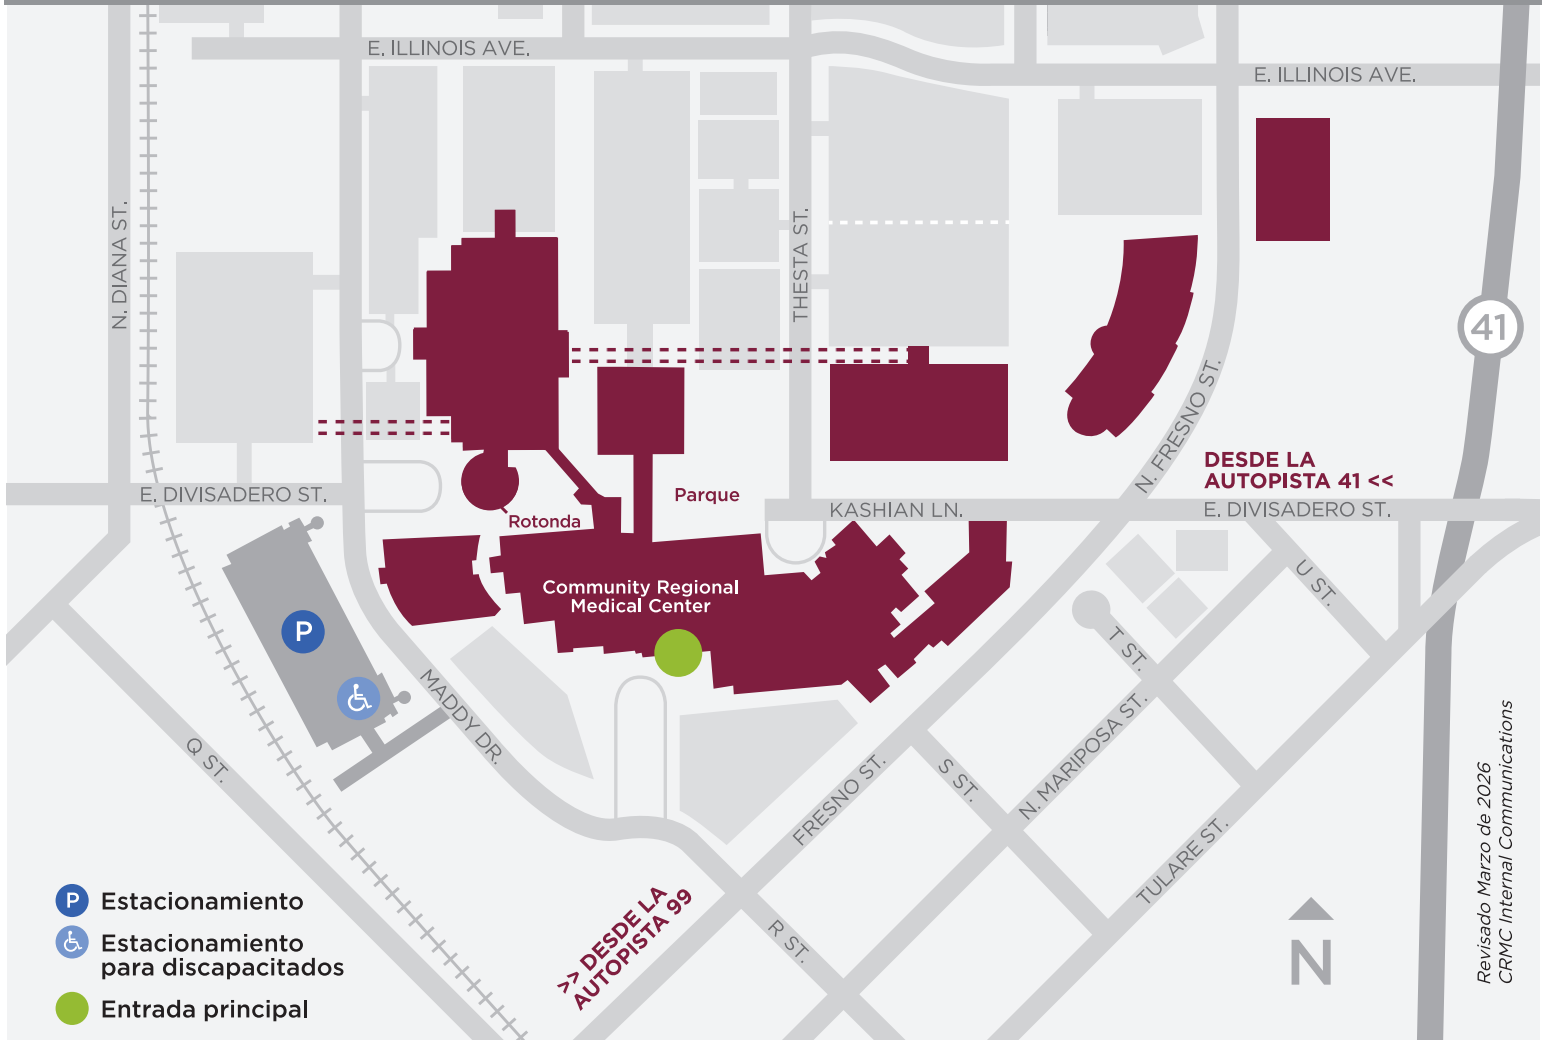 E. ILLINOIS AVE.
E. ILLINOIS AVE.
N. DIANA ST.
THESTA ST.
41
N. FRESNO ST.
DESDE LA
AUTOPISTA 41 <<
E. DIVISADERO ST.
Parque
Rotonda
KASHIAN LN.
E. DIVISADERO ST.
Community Regional
Medical Center
U ST.
P
T ST.
MADDY DR.
Q ST.
FRESNO ST.
S ST.
N. MARIPOSA ST.
TULARE ST.
>> DESDE LA
AUTOPISTA 99
R ST.
P Estacionamiento
Estacionamiento
para discapacitados
Entrada principal
N
Revisado Marzo de 2026
CRMC Internal Communications